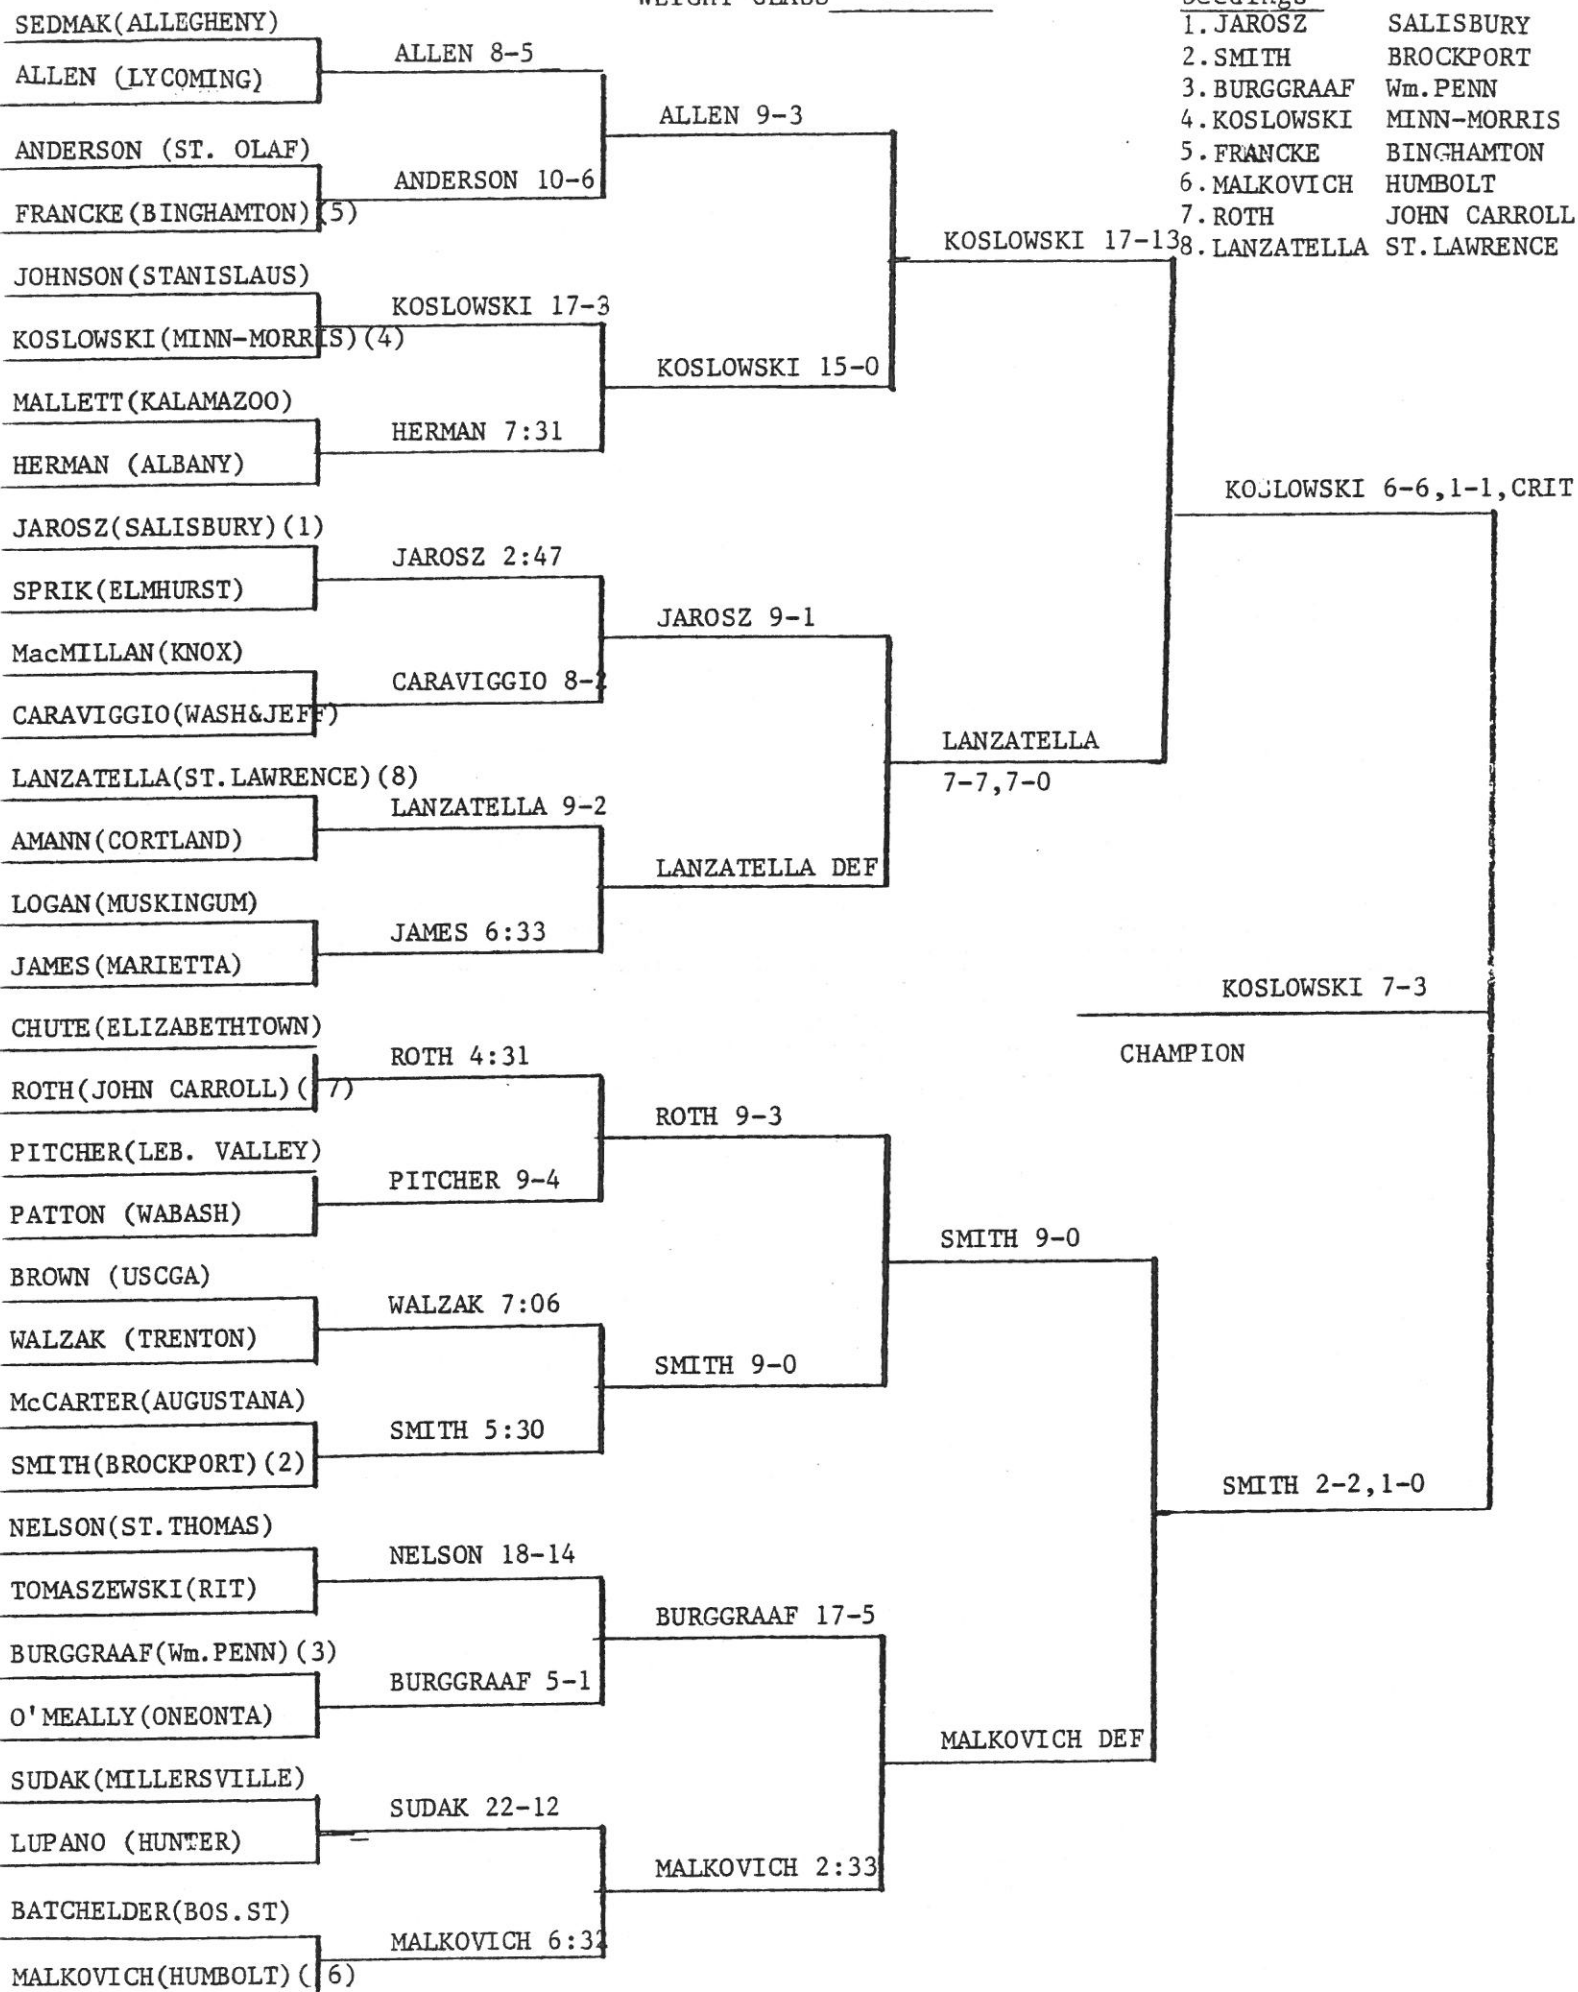 WEIGHT CLASS
Seedings
1. JAROSZ SALISBURY
2. SMITH BROCKPORT
3. BURGGRAAF Wm.PENN
4. KOSLOWSKI MINN-MORRIS
5. FRANCKE BINGHAMTON
6. MALKOVICH HUMBOLT
7. ROTH JOHN CARROLL
8. LANZATELLA ST.LAWRENCE
SEDMAK(ALLEGHENY)
ALLEN (LYCOMING)
ANDERSON (ST. OLAF)
FRANCKE(BINGHAMTON)(5)
JOHNSON(STANISLAUS)
KOSLOWSKI(MINN-MORRIS)(4)
MALLETT(KALAMAZOO)
HERMAN (ALBANY)
JAROSZ(SALISBURY)(1)
SPRIK(ELMHURST)
MacMILLAN(KNOX)
CARAVIGGIO(WASH&JEFF)
LANZATELLA(ST.LAWRENCE)(8)
AMANN(CORTLAND)
LOGAN(MUSKINGUM)
JAMES(MARIETTA)
CHUTE(ELIZABETHTOWN)
ROTH(JOHN CARROLL)(7)
PITCHER(LEB. VALLEY)
PATTON (WABASH)
BROWN (USCGA)
WALZAK (TRENTON)
McCARTER(AUGUSTANA)
SMITH(BROCKPORT)(2)
NELSON(ST.THOMAS)
TOMASZEWSKI(RIT)
BURGGRAAF(Wm.PENN)(3)
O'MEALLY(ONEONTA)
SUDAK(MILLERSVILLE)
LUPANO (HUNTER)
BATCHELDER(BOS.ST)
MALKOVICH(HUMBOLT)(6)
ALLEN 8-5
ANDERSON 10-6
KOSLOWSKI 17-3
HERMAN 7:31
JAROSZ 2:47
CARAVIGGIO 8-2
LANZATELLA 9-2
JAMES 6:33
ROTH 4:31
PITCHER 9-4
WALZAK 7:06
SMITH 5:30
NELSON 18-14
BURGGRAAF 5-1
SUDAK 22-12
MALKOVICH 6:32
ALLEN 9-3
KOSLOWSKI 15-0
JAROSZ 9-1
LANZATELLA DEF
ROTH 9-3
SMITH 9-0
BURGGRAAF 17-5
MALKOVICH 2:33
KOSLOWSKI 17-13
LANZATELLA
7-7,7-0
SMITH 9-0
MALKOVICH DEF
KOSLOWSKI 6-6,1-1,CRIT
SMITH 2-2,1-0
KOSLOWSKI 7-3
CHAMPION